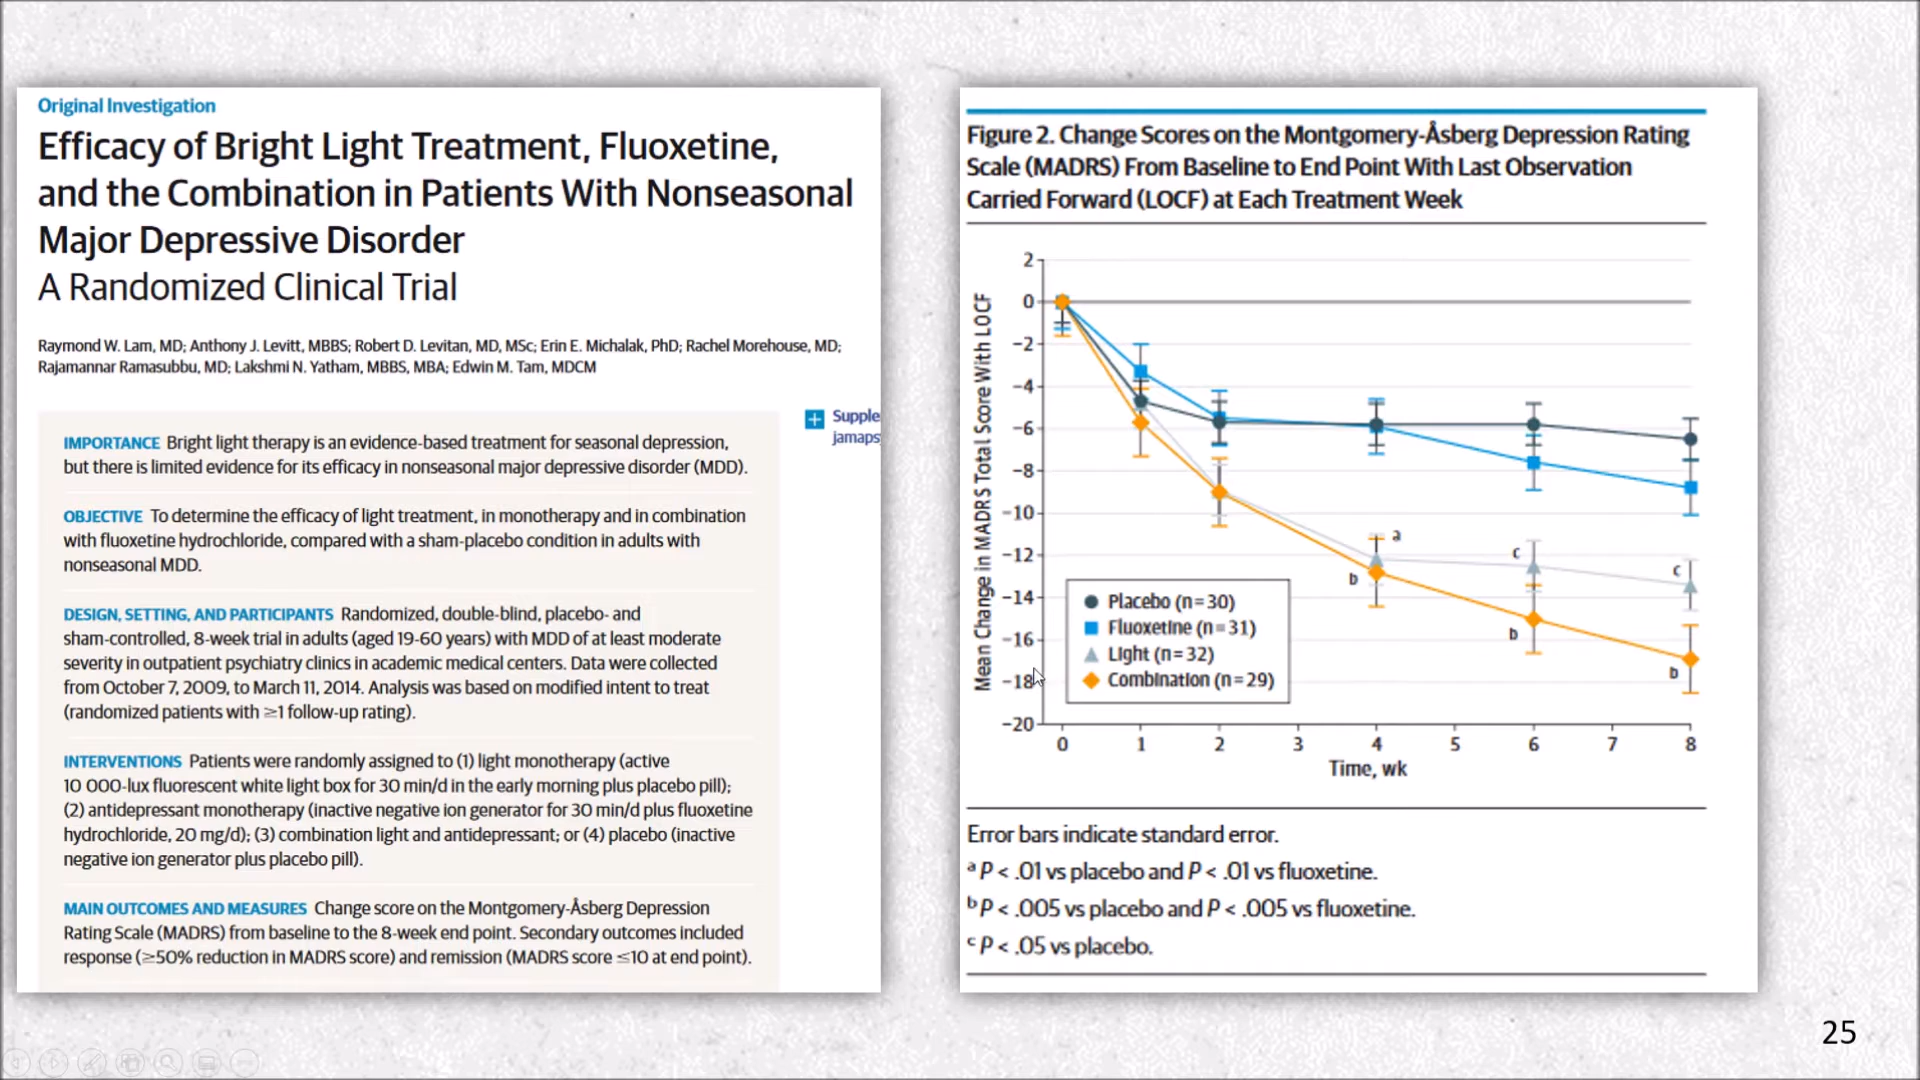 Original Investigation
Efficacy of Bright Light Treatment, Fluoxetine,
and the Combination in Patients With Nonseasonal
Major Depressive Disorder
A Randomized Clinical Trial
Raymond W. Lam, MD; Anthony J. Levitt, MBBS; Robert D. Levitan, MD, MSc; Erin E. Michalak, PhD; Rachel Morehouse, MD;
Rajamannar Ramasubbu, MD; Lakshmi N. Yatham, MBBS, MBA; Edwin M. Tam, MDCM
Supple
jamaps
IMPORTANCE Bright light therapy is an evidence-based treatment for seasonal depression,
but there is limited evidence for its efficacy in nonseasonal major depressive disorder (MDD).
OBJECTIVE To determine the efficacy of light treatment, in monotherapy and in combination
with fluoxetine hydrochloride, compared with a sham-placebo condition in adults with
nonseasonal MDD.
DESIGN, SETTING, AND PARTICIPANTS Randomized, double-blind, placebo- and
sham-controlled, 8-week trial in adults (aged 19-60 years) with MDD of at least moderate
severity in outpatient psychiatry clinics in academic medical centers. Data were collected
from October 7, 2009, to March 11, 2014. Analysis was based on modified intent to treat
(randomized patients with ≥1 follow-up rating).
INTERVENTIONS Patients were randomly assigned to (1) light monotherapy (active
10 000-lux fluorescent white light box for 30 min/d in the early morning plus placebo pill);
(2) antidepressant monotherapy (inactive negative ion generator for 30 min/d plus fluoxetine
hydrochloride, 20 mg/d); (3) combination light and antidepressant; or (4) placebo (inactive
negative ion generator plus placebo pill).
MAIN OUTCOMES AND MEASURES Change score on the Montgomery-Åsberg Depression
Rating Scale (MADRS) from baseline to the 8-week end point. Secondary outcomes included
response (≥50% reduction in MADRS score) and remission (MADRS score ≤10 at end point).
Figure 2. Change Scores on the Montgomery-Åsberg Depression Rating
Scale (MADRS) From Baseline to End Point With Last Observation
Carried Forward (LOCF) at Each Treatment Week
Mean Change in MADRS Total Score With LOCF
2
0
−2
−4
−6
−8
−10
−12
−14
−16
−18
−20
a
c
c
b
b
b
Placebo (n=30)
Fluoxetine (n=31)
Light (n=32)
Combination (n=29)
0 1 2 3 4 5 6 7 8
Time, wk
Error bars indicate standard error.
a P < .01 vs placebo and P < .01 vs fluoxetine.
b P < .005 vs placebo and P < .005 vs fluoxetine.
c P < .05 vs placebo.
25